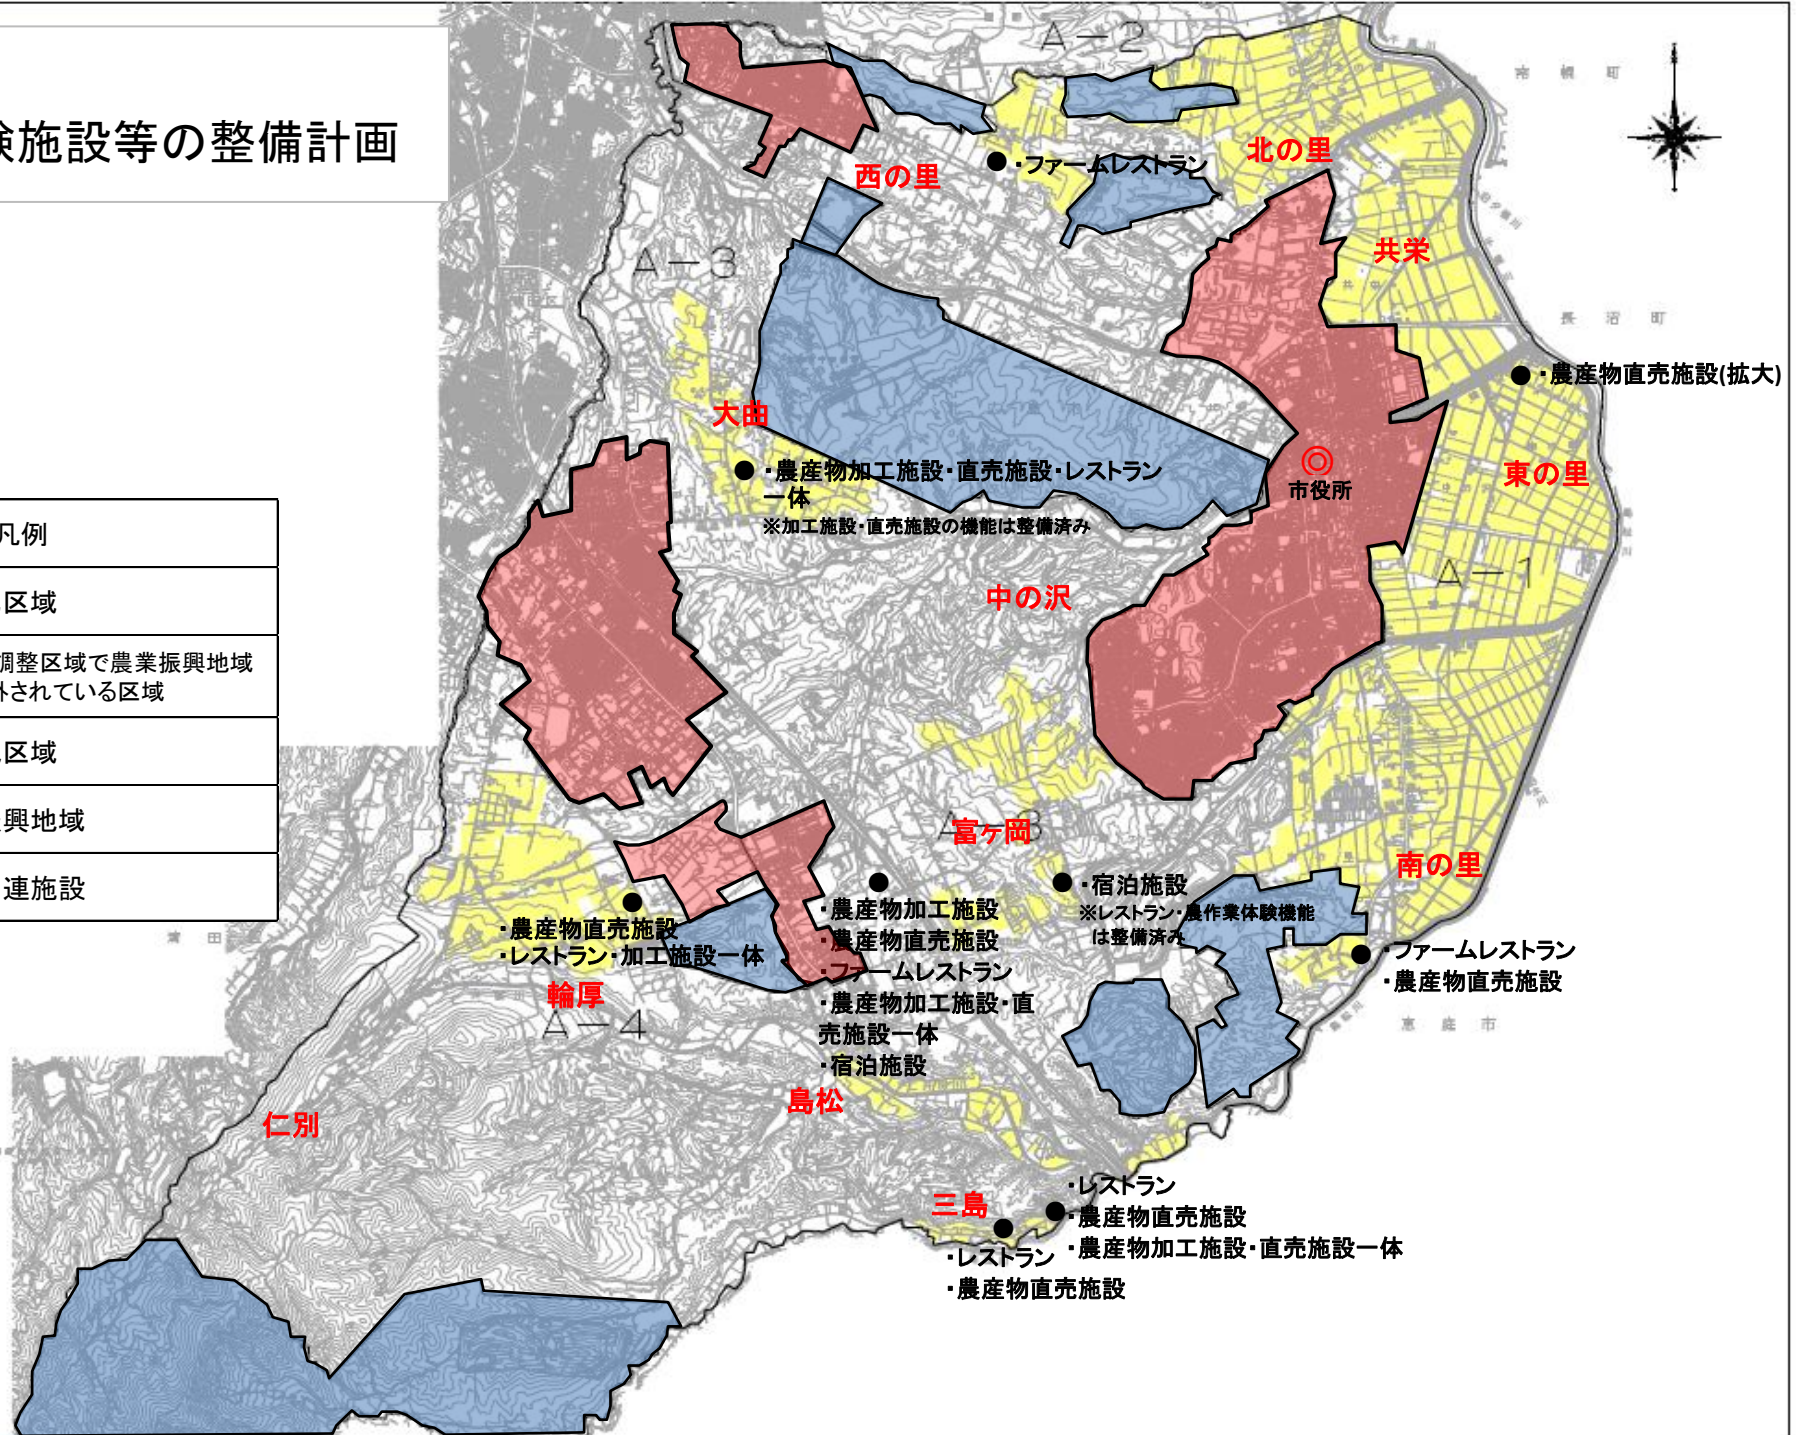 険施設等の整備計画
凡例
区域
調整区域で農業振興地域
外されている区域
区域
興地域
連施設
A-2
南幌町
北の里
・ファームレストラン
西の里
共栄
A-3
長沼町
・農産物直売施設(拡大)
大曲
・農産物加工施設・直売施設・レストラン
一体
※加工施設・直売施設の機能は整備済み
市役所
東の里
A-1
中の沢
富ヶ岡
南の里
・宿泊施設
※レストラン・農作業体験機能
は整備済み
・農産物直売施設
・レストラン・加工施設一体
・農産物加工施設
・農産物直売施設
・ファームレストラン
・農産物加工施設・直
売施設一体
・宿泊施設
・ファームレストラン
・農産物直売施設
輪厚
A-4
恵庭市
島松
仁別
三島
・レストラン
・農産物直売施設
・農産物加工施設・直売施設一体
・レストラン
・農産物直売施設